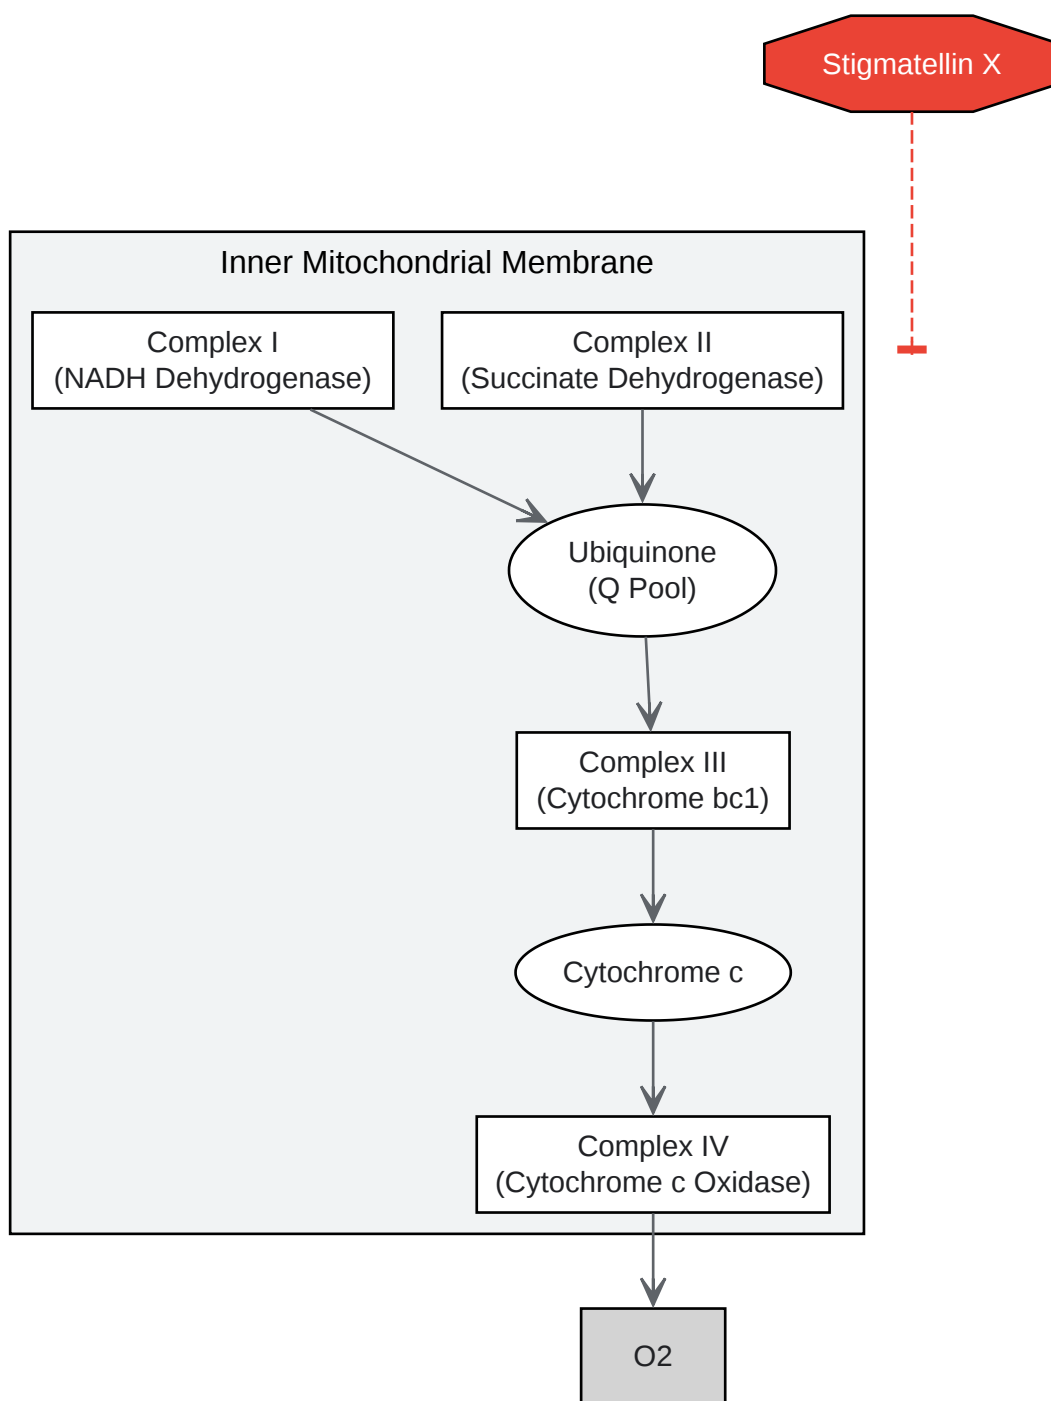 Stigmatellin X
Inner Mitochondrial Membrane
Complex I
(NADH Dehydrogenase)
Complex II
(Succinate Dehydrogenase)
Ubiquinone
(Q Pool)
Complex III
(Cytochrome bc1)
Cytochrome c
Complex IV
(Cytochrome c Oxidase)
O2